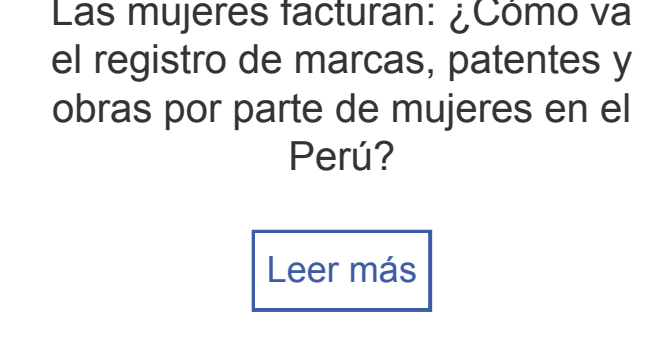 Las mujeres facturan: ¿Cómo va
el registro de marcas, patentes y
obras por parte de mujeres en el
Perú?
Leer más